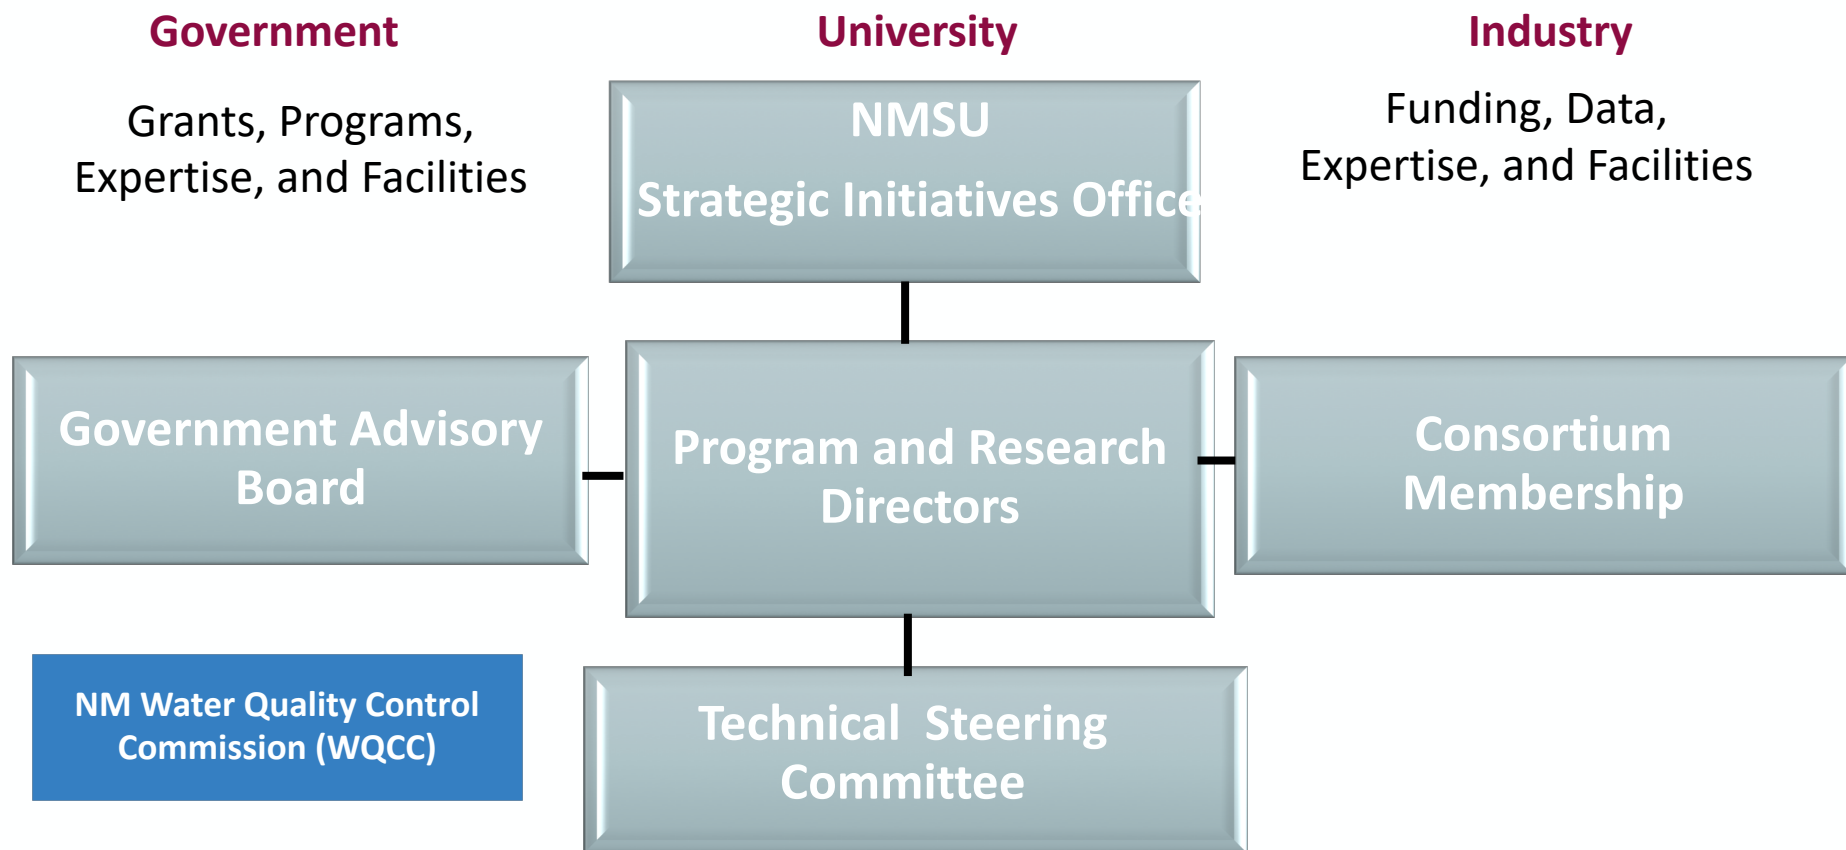 Government
University
Industry
Grants, Programs,
Expertise, and Facilities
NMSU
Strategic Initiatives Office
Funding, Data,
Expertise, and Facilities
Government Advisory
Board
Program and Research
Directors
Consortium
Membership
NM Water Quality Control
Commission (WQCC)
Technical  Steering
Committee